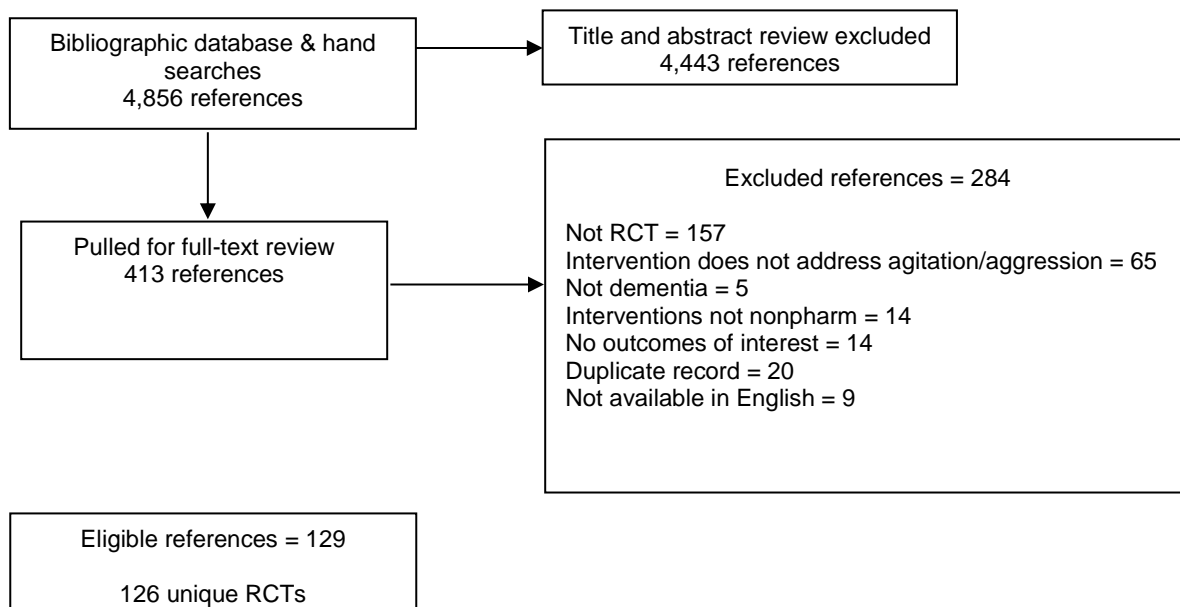 Bibliographic database & hand
searches
4,856 references
Title and abstract review excluded
4,443 references
Pulled for full-text review
413 references
Excluded references = 284
Not RCT = 157
Intervention does not address agitation/aggression = 65
Not dementia = 5
Interventions not nonpharm = 14
No outcomes of interest = 14
Duplicate record = 20
Not available in English = 9
Eligible references = 129
126 unique RCTs